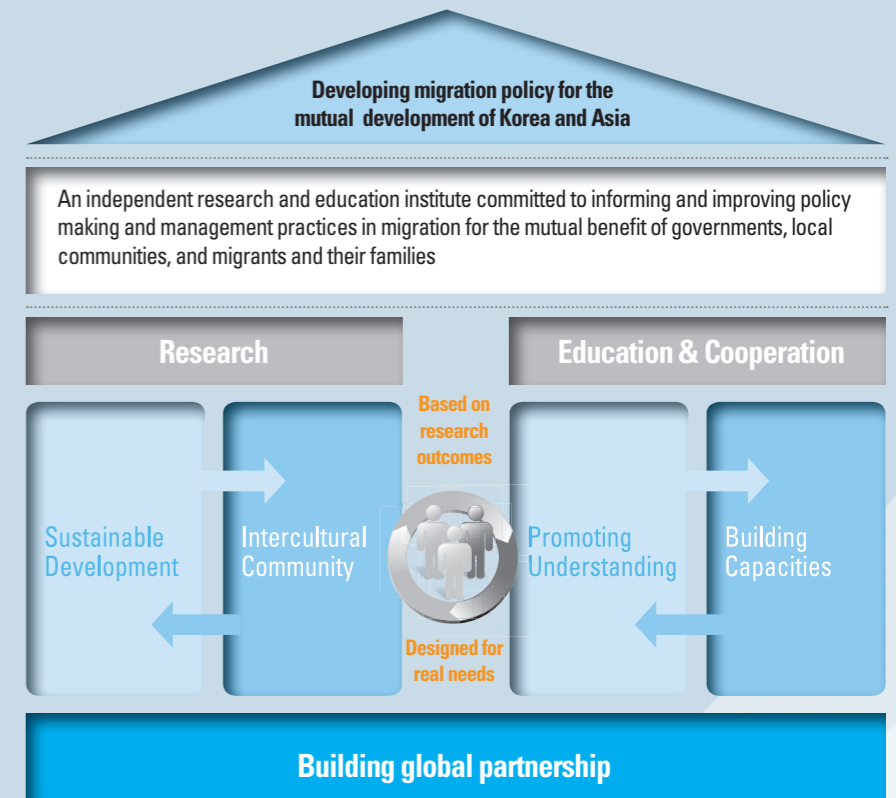 Developing migration policy for the
mutual development of Korea and Asia
An independent research and education institute committed to informing and improving policy
making and management practices in migration for the mutual benefit of governments, local
communities, and migrants and their families
Research
Education & Cooperation
Based on
research
outcomes
Sustainable
Development
Intercultural
Community
Promoting
Understanding
Building
Capacities
Designed for
real needs
Building global partnership